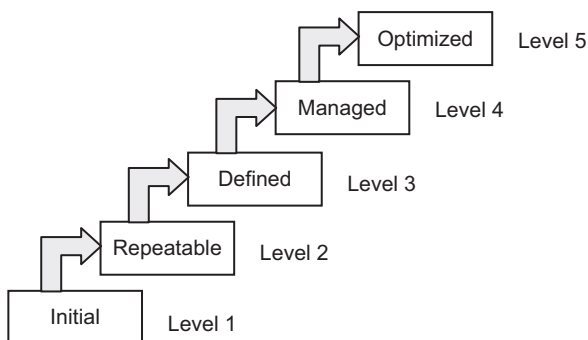 Optimized Level 5
Managed Level 4
Defined Level 3
Repeatable Level 2
Initial Level 1